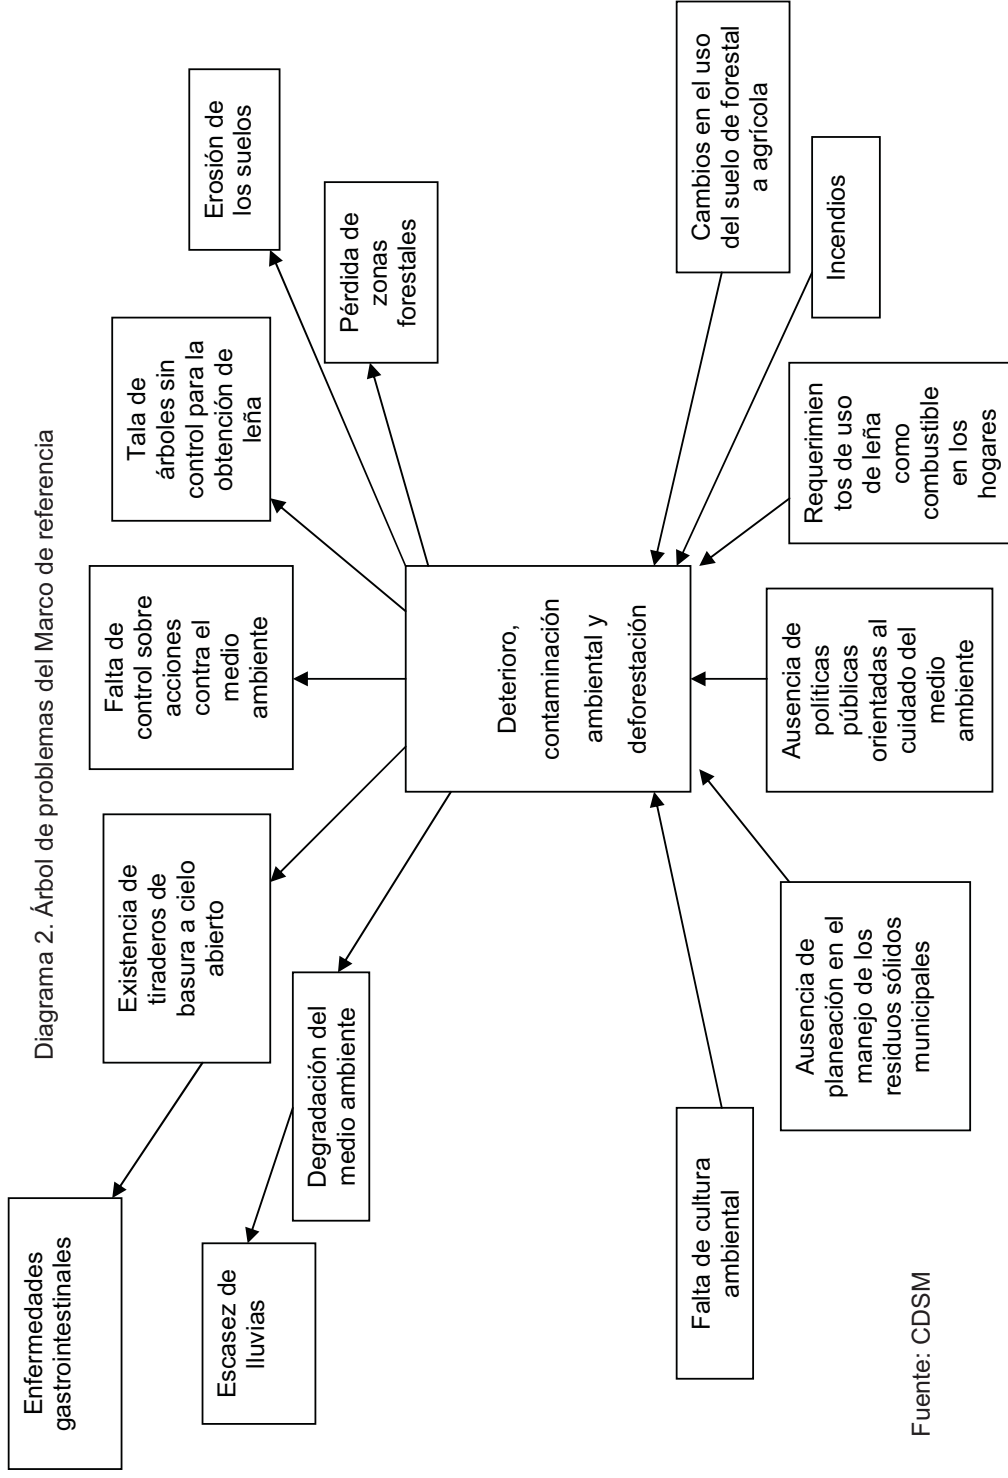 Diagrama 2. Árbol de problemas del Marco de referencia
Enfermedades
gastrointestinales
Existencia de
tiraderos de
basura a cielo
abierto
Falta de
control sobre
acciones
contra el
medio
ambiente
Tala de
árboles sin
control para la
obtención de
leña
Erosión de
los suelos
Escasez de
lluvias
Degradación del
medio ambiente
Pérdida de
zonas
forestales
Deterioro,
contaminación
ambiental y
deforestación
Falta de cultura
ambiental
Ausencia de
planeación en el
manejo de los
residuos sólidos
municipales
Ausencia de
políticas
públicas
orientadas al
cuidado del
medio
ambiente
Requerimien
tos de uso
de leña
como
combustible
en los
hogares
Incendios
Cambios en el uso
del suelo de forestal
a agrícola
Fuente: CDSM